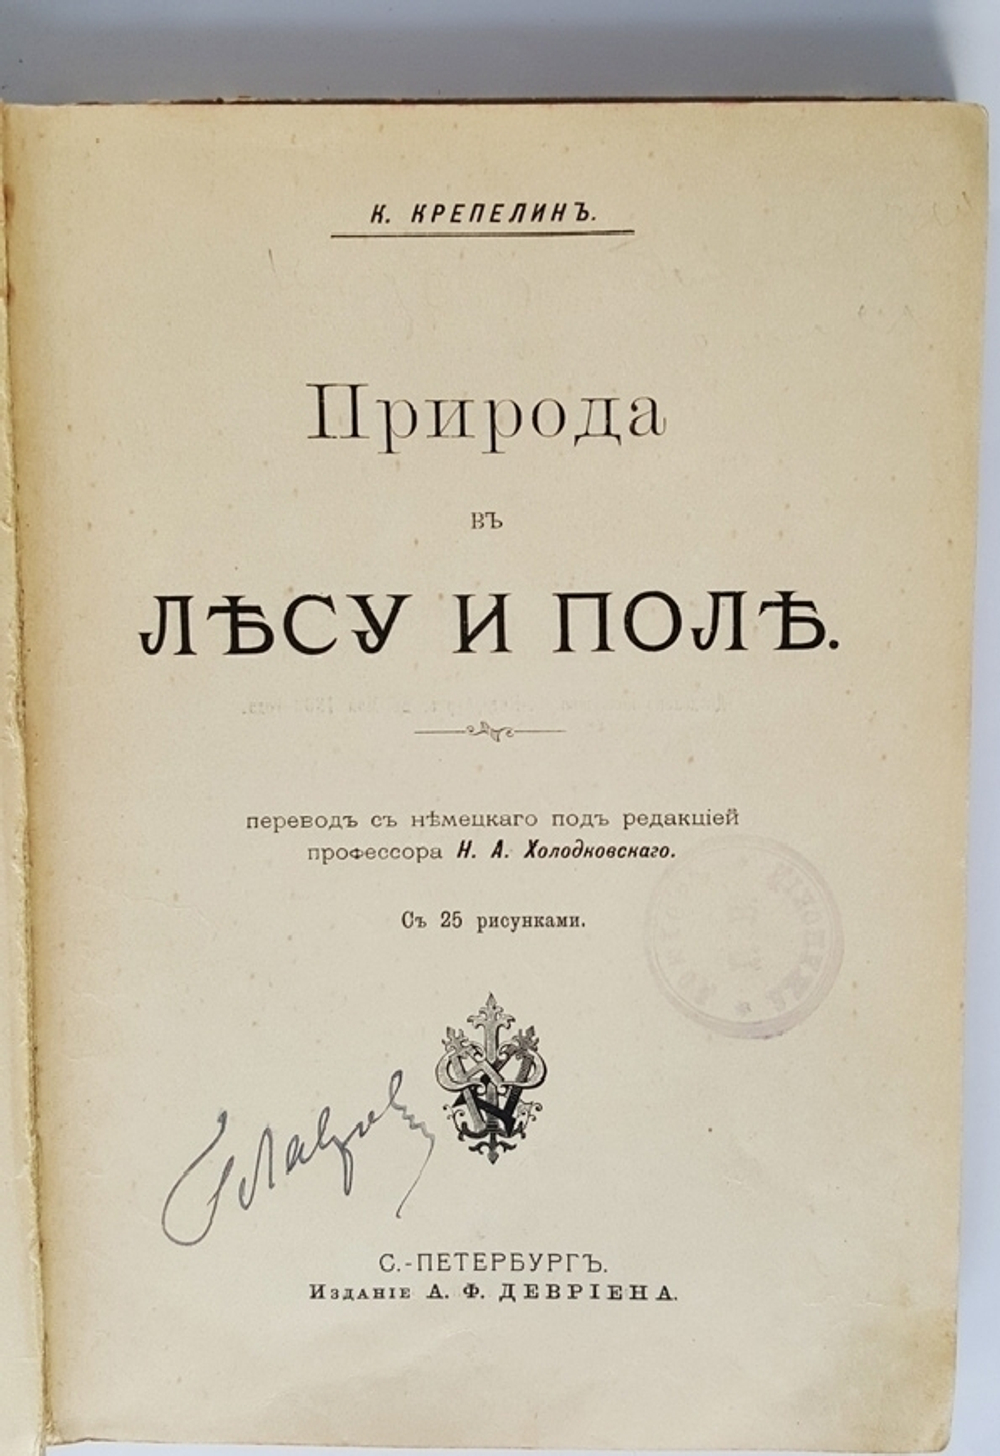 К. КРЕПЕЛИНЪ.
Природа
въ
ЛѢСУ И ПОЛѢ.
переводъ съ нѣмецкаго подъ редакціей
профессора Н. А. Холодковскаго.
Съ 25 рисунками.
С.-ПЕТЕРБУРГЪ.
Изданіе А. Ф. ДЕВРІЕНА.